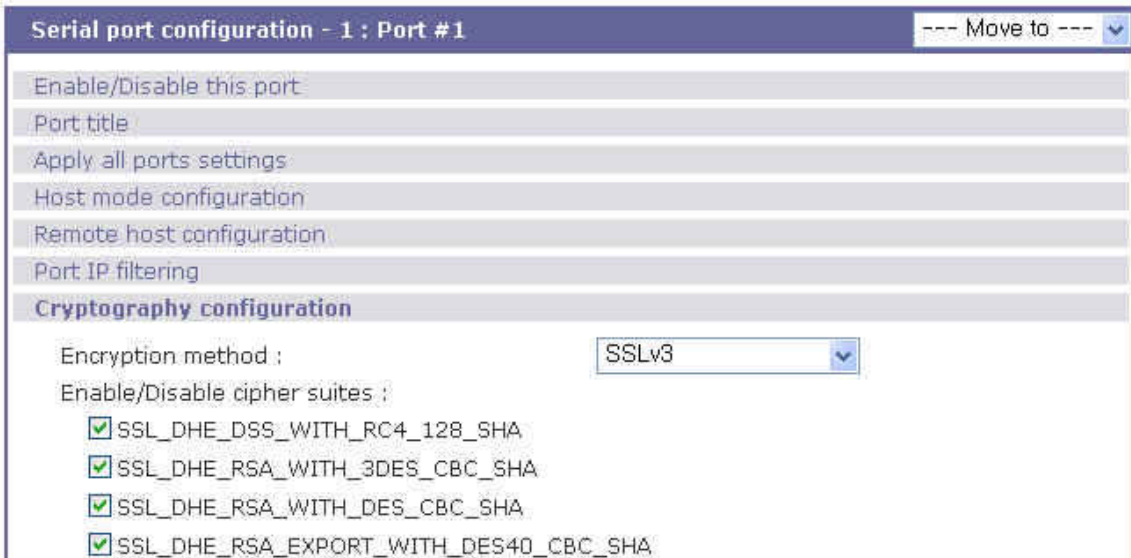 Serial port configuration - 1 : Port #1 --- Move to ---
Enable/Disable this port
Port title
Apply all ports settings
Host mode configuration
Remote host configuration
Port IP filtering
Cryptography configuration
Encryption method : SSLv3
Enable/Disable cipher suites :
SSL_DHE_DSS_WITH_RC4_128_SHA
SSL_DHE_RSA_WITH_3DES_CBC_SHA
SSL_DHE_RSA_WITH_DES_CBC_SHA
SSL_DHE_RSA_EXPORT_WITH_DES40_CBC_SHA